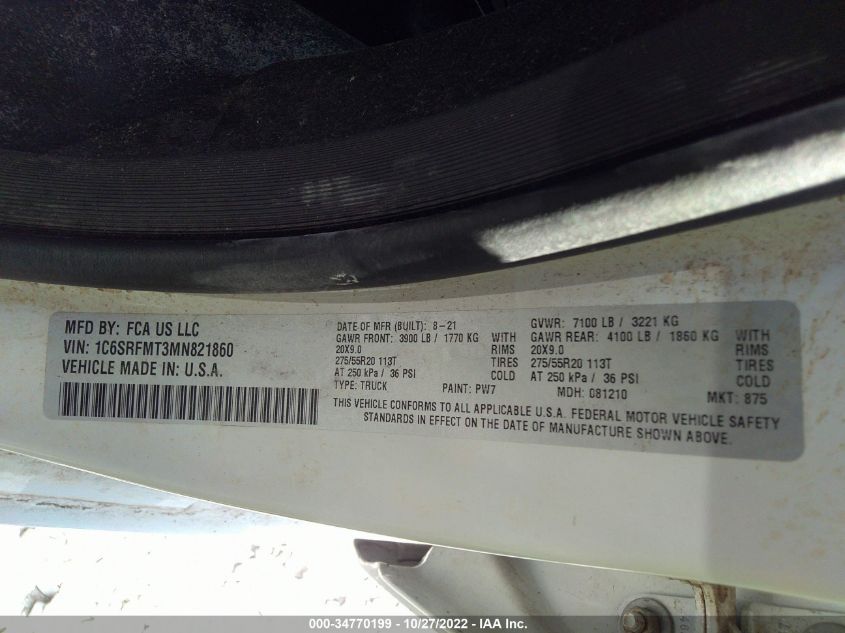 MFD BY: FCA US LLC
VIN: 1C6SRFMT3MN821860
VEHICLE MADE IN: U.S.A.
DATE OF MFR (BUILT): 8-21
GVWR: 7100 LB / 3221 KG
GAWR FRONT: 3900 LB / 1770 KG WITH
20X9.0 RIMS
275/55R20 113T TIRES
AT 250 kPa / 36 PSI COLD
GAWR REAR: 4100 LB / 1860 KG WITH
20X9.0 RIMS
275/55R20 113T TIRES
AT 250 kPa / 36 PSI COLD
TYPE: TRUCK PAINT: PW7 MDH: 081210 MKT: 875
THIS VEHICLE CONFORMS TO ALL APPLICABLE U.S.A. FEDERAL MOTOR VEHICLE SAFETY
STANDARDS IN EFFECT ON THE DATE OF MANUFACTURE SHOWN ABOVE.
000-34770199 - 10/27/2022 - IAA Inc.